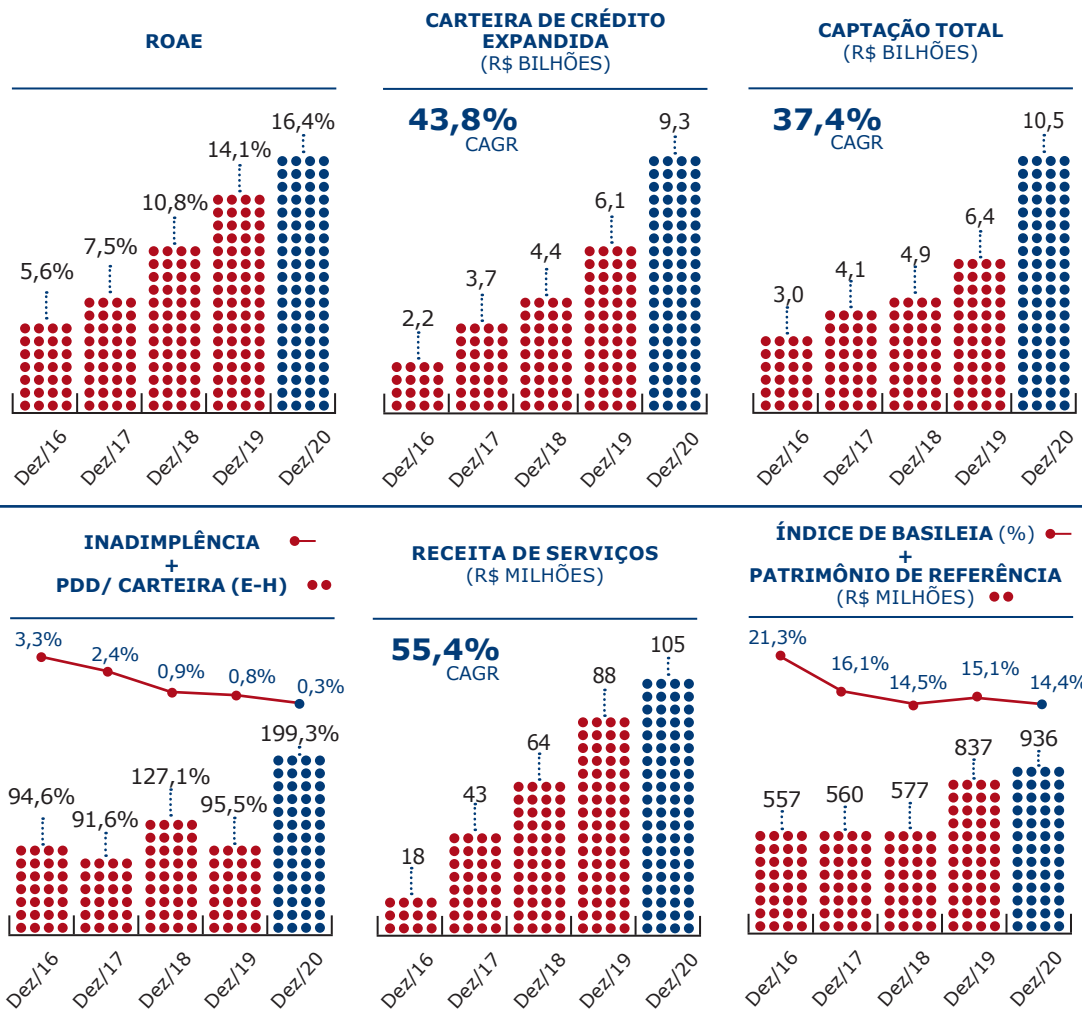 ROAE
16,4%
14,1%
10,8%
7,5%
5,6%
Dez/16
Dez/17
Dez/18
Dez/19
Dez/20
CARTEIRA DE CRÉDITO
EXPANDIDA
(R$ BILHÕES)
43,8%
CAGR
9,3
6,1
4,4
3,7
2,2
Dez/16
Dez/17
Dez/18
Dez/19
Dez/20
CAPTAÇÃO TOTAL
(R$ BILHÕES)
37,4%
CAGR
10,5
6,4
4,9
4,1
3,0
Dez/16
Dez/17
Dez/18
Dez/19
Dez/20
INADIMPLÊNCIA
+
PDD/ CARTEIRA (E-H)
3,3%
2,4%
0,9%
0,8%
0,3%
199,3%
127,1%
94,6%
95,5%
91,6%
Dez/16
Dez/17
Dez/18
Dez/19
Dez/20
RECEITA DE SERVIÇOS
(R$ MILHÕES)
55,4%
CAGR
105
88
64
43
18
Dez/16
Dez/17
Dez/18
Dez/19
Dez/20
ÍNDICE DE BASILEIA (%)
+
PATRIMÔNIO DE REFERÊNCIA
(R$ MILHÕES)
21,3%
16,1%
14,5%
15,1%
14,4%
936
837
557
560
577
Dez/16
Dez/17
Dez/18
Dez/19
Dez/20